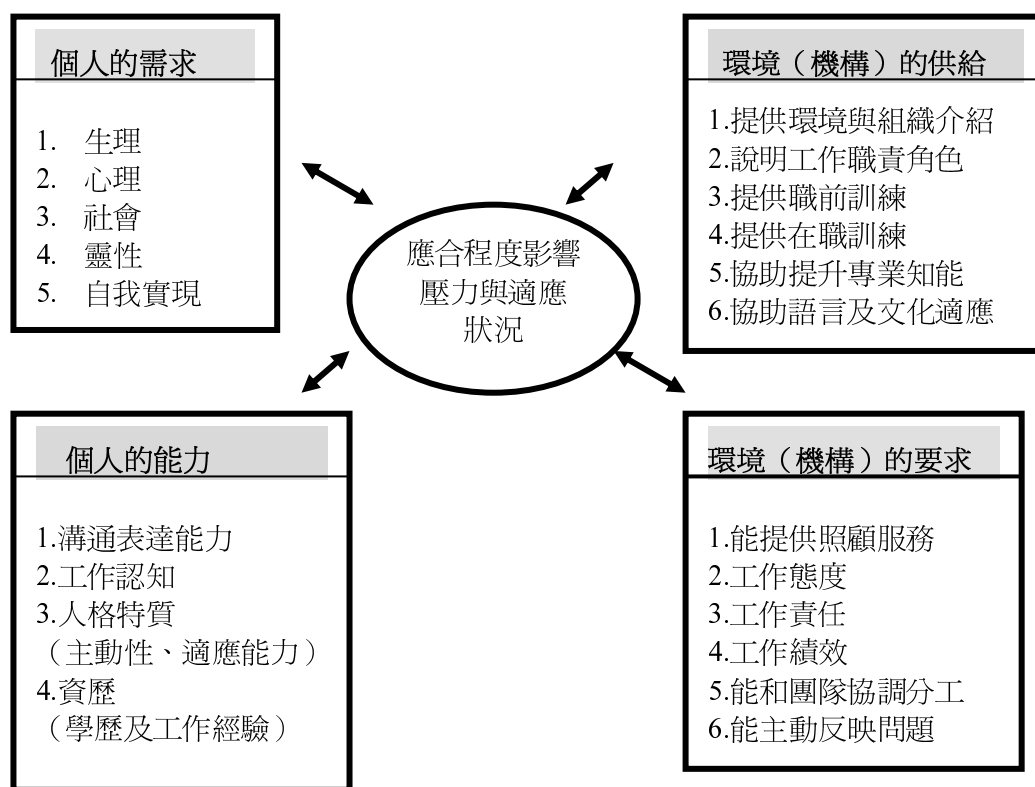 個人的需求
1. 生理
2. 心理
3. 社會
4. 靈性
5. 自我實現
環境（機構）的供給
1.提供環境與組織介紹
2.說明工作職責角色
3.提供職前訓練
4.提供在職訓練
5.協助提升專業知能
6.協助語言及文化適應
應合程度影響
壓力與適應
狀況
個人的能力
1.溝通表達能力
2.工作認知
3.人格特質
（主動性、適應能力）
4.資歷
（學歷及工作經驗）
環境（機構）的要求
1.能提供照顧服務
2.工作態度
3.工作責任
4.工作績效
5.能和團隊協調分工
6.能主動反映問題